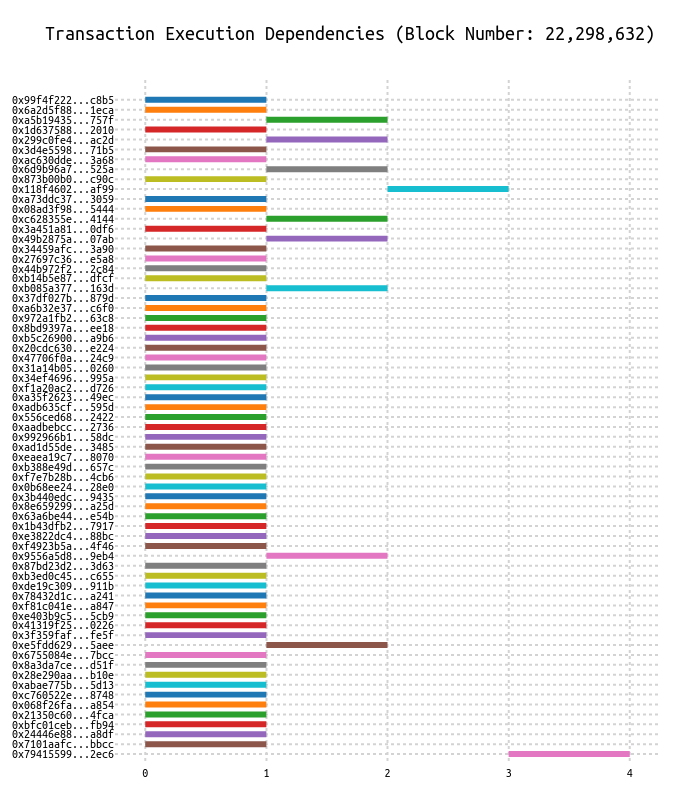 Transaction Execution Dependencies (Block Number: 22,298,632)
0x99f4f222...c8b5
0x6a2d5f88...1eca
0xa5b19435...757f
0x1d637588...2010
0x299c0fe4...ac2d
0x3d4e5598...71b5
0xac630dde...3a68
0x6d9b96a7...525a
0x873b00b0...c90c
0x118f4602...af99
0xa73ddc37...3059
0x08ad3f98...5444
0xc628355e...4144
0x3a451a81...0df6
0x49b2875a...07ab
0x34459afc...3a90
0x27697c36...e5a8
0x44b972f2...2c84
0xb14b5e87...dfcf
0xb085a377...163d
0x37df027b...879d
0xa6b32e37...c6f0
0x972a1fb2...63c8
0x8bd9397a...ee18
0xb5c26900...a9b6
0x20cdc630...e224
0x47706f0a...24c9
0x31a14b05...0260
0x34ef4696...995a
0xf1a20ac2...d726
0xa35f2623...49ec
0xadb635cf...595d
0x556ced68...2422
0xaadbebcc...2736
0x992966b1...58dc
0xad1d55de...3485
0xeaea19c7...8070
0xb388e49d...657c
0xf7e7b28b...4cb6
0x0b68ee24...28e0
0x3b440edc...9435
0x8e659299...a25d
0x63a6be44...e54b
0x1b43dfb2...7917
0xe3822dc4...88bc
0xf4923b5a...4f46
0x9556a5d8...9eb4
0x87bd23d2...3d63
0xb3ed0c45...c655
0xde19c309...911b
0x78432d1c...a241
0xf81c041e...a847
0xe403b9c5...5cb9
0x41319f25...0226
0x3f359faf...fe5f
0xe5fdd629...5aee
0x6755084e...7bcc
0x8a3da7ce...d51f
0x28e290aa...b10e
0xabae775b...5d13
0xc760522e...8748
0x068f26fa...a854
0x21350c60...4fca
0xbfc01ceb...fb94
0x24446e88...a8df
0x7101aafc...bbcc
0x79415599...2ec6
0 1 2 3 4